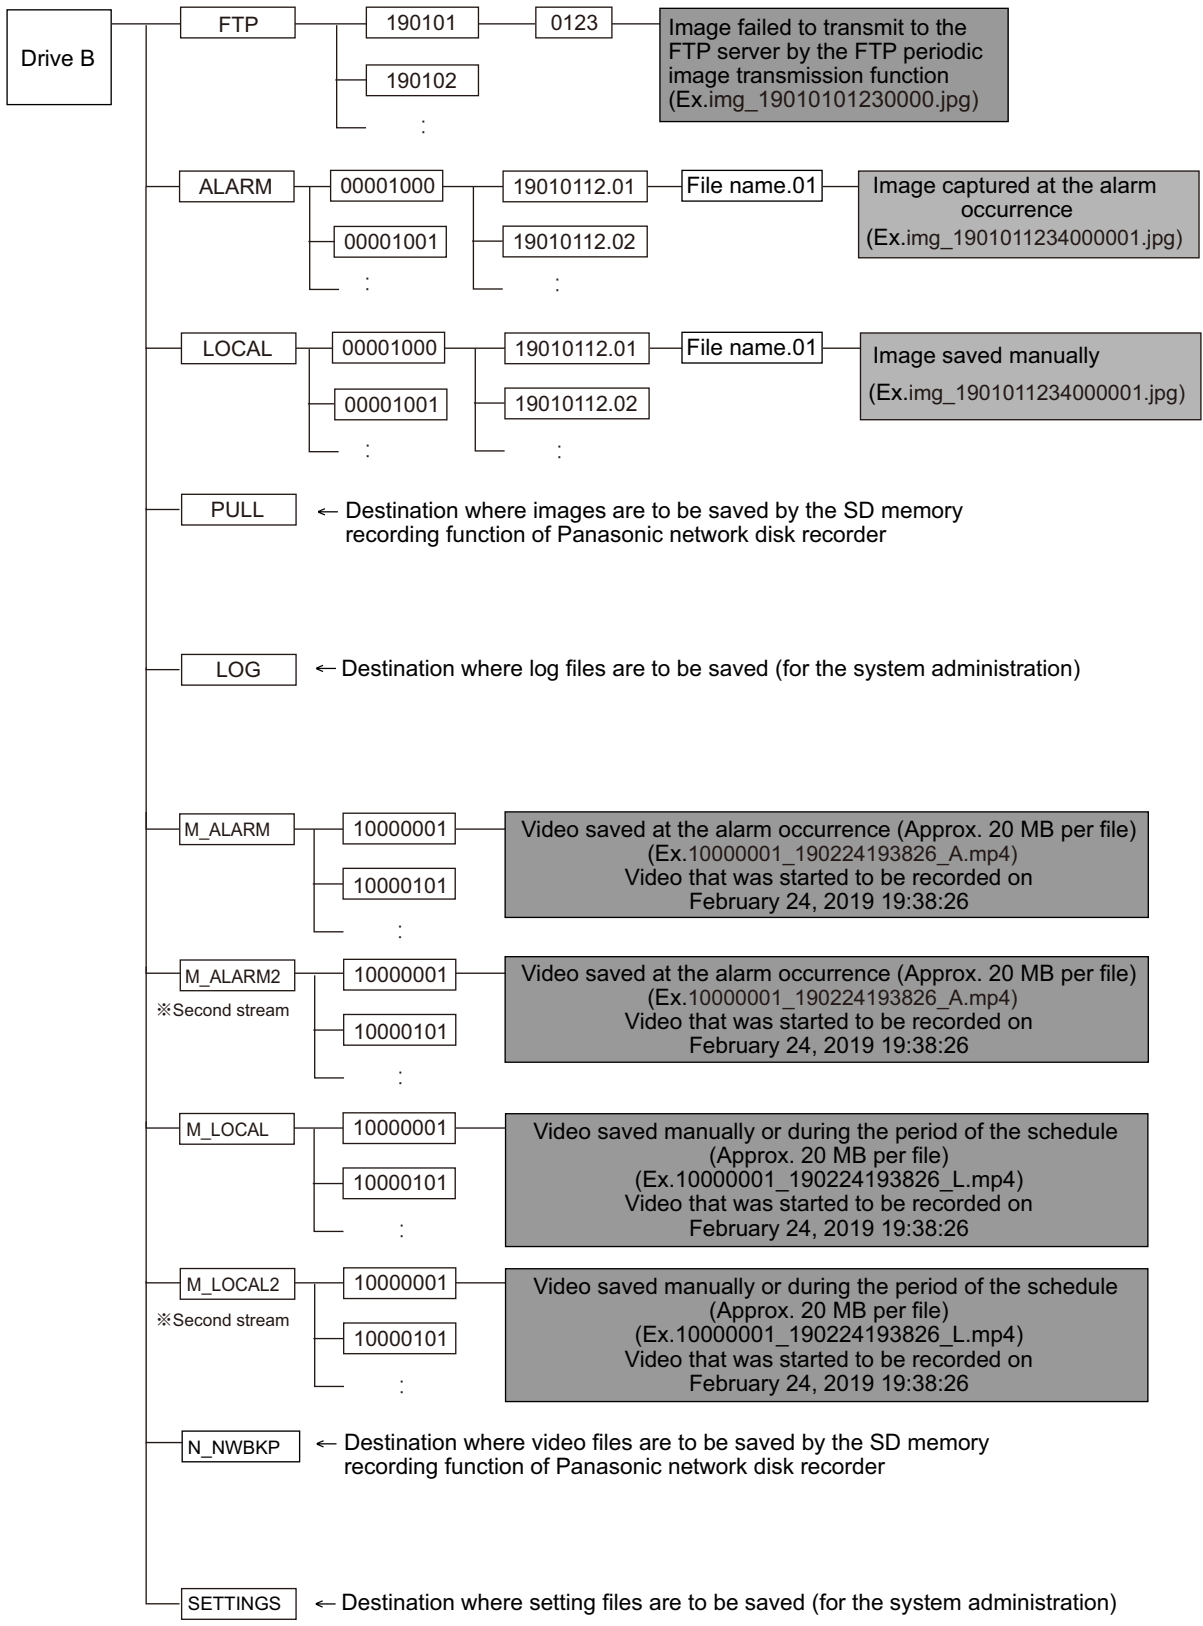 Drive B
FTP
190101
0123
Image failed to transmit to the
FTP server by the FTP periodic
image transmission function
(Ex.img_19010101230000.jpg)
190102
:
ALARM
00001000
19010112.01
File name.01
Image captured at the alarm
occurrence
(Ex.img_1901011234000001.jpg)
00001001
19010112.02
:
:
LOCAL
00001000
19010112.01
File name.01
Image saved manually
(Ex.img_1901011234000001.jpg)
00001001
19010112.02
:
:
PULL
← Destination where images are to be saved by the SD memory
recording function of Panasonic network disk recorder
LOG
← Destination where log files are to be saved (for the system administration)
M_ALARM
10000001
Video saved at the alarm occurrence (Approx. 20 MB per file)
(Ex.10000001_190224193826_A.mp4)
Video that was started to be recorded on
February 24, 2019 19:38:26
10000101
:
M_ALARM2
※Second stream
10000001
Video saved at the alarm occurrence (Approx. 20 MB per file)
(Ex.10000001_190224193826_A.mp4)
Video that was started to be recorded on
February 24, 2019 19:38:26
10000101
:
M_LOCAL
10000001
Video saved manually or during the period of the schedule
(Approx. 20 MB per file)
(Ex.10000001_190224193826_L.mp4)
Video that was started to be recorded on
February 24, 2019 19:38:26
10000101
:
M_LOCAL2
※Second stream
10000001
Video saved manually or during the period of the schedule
(Approx. 20 MB per file)
(Ex.10000001_190224193826_L.mp4)
Video that was started to be recorded on
February 24, 2019 19:38:26
10000101
:
N_NWBKP
← Destination where video files are to be saved by the SD memory
recording function of Panasonic network disk recorder
SETTINGS
← Destination where setting files are to be saved (for the system administration)